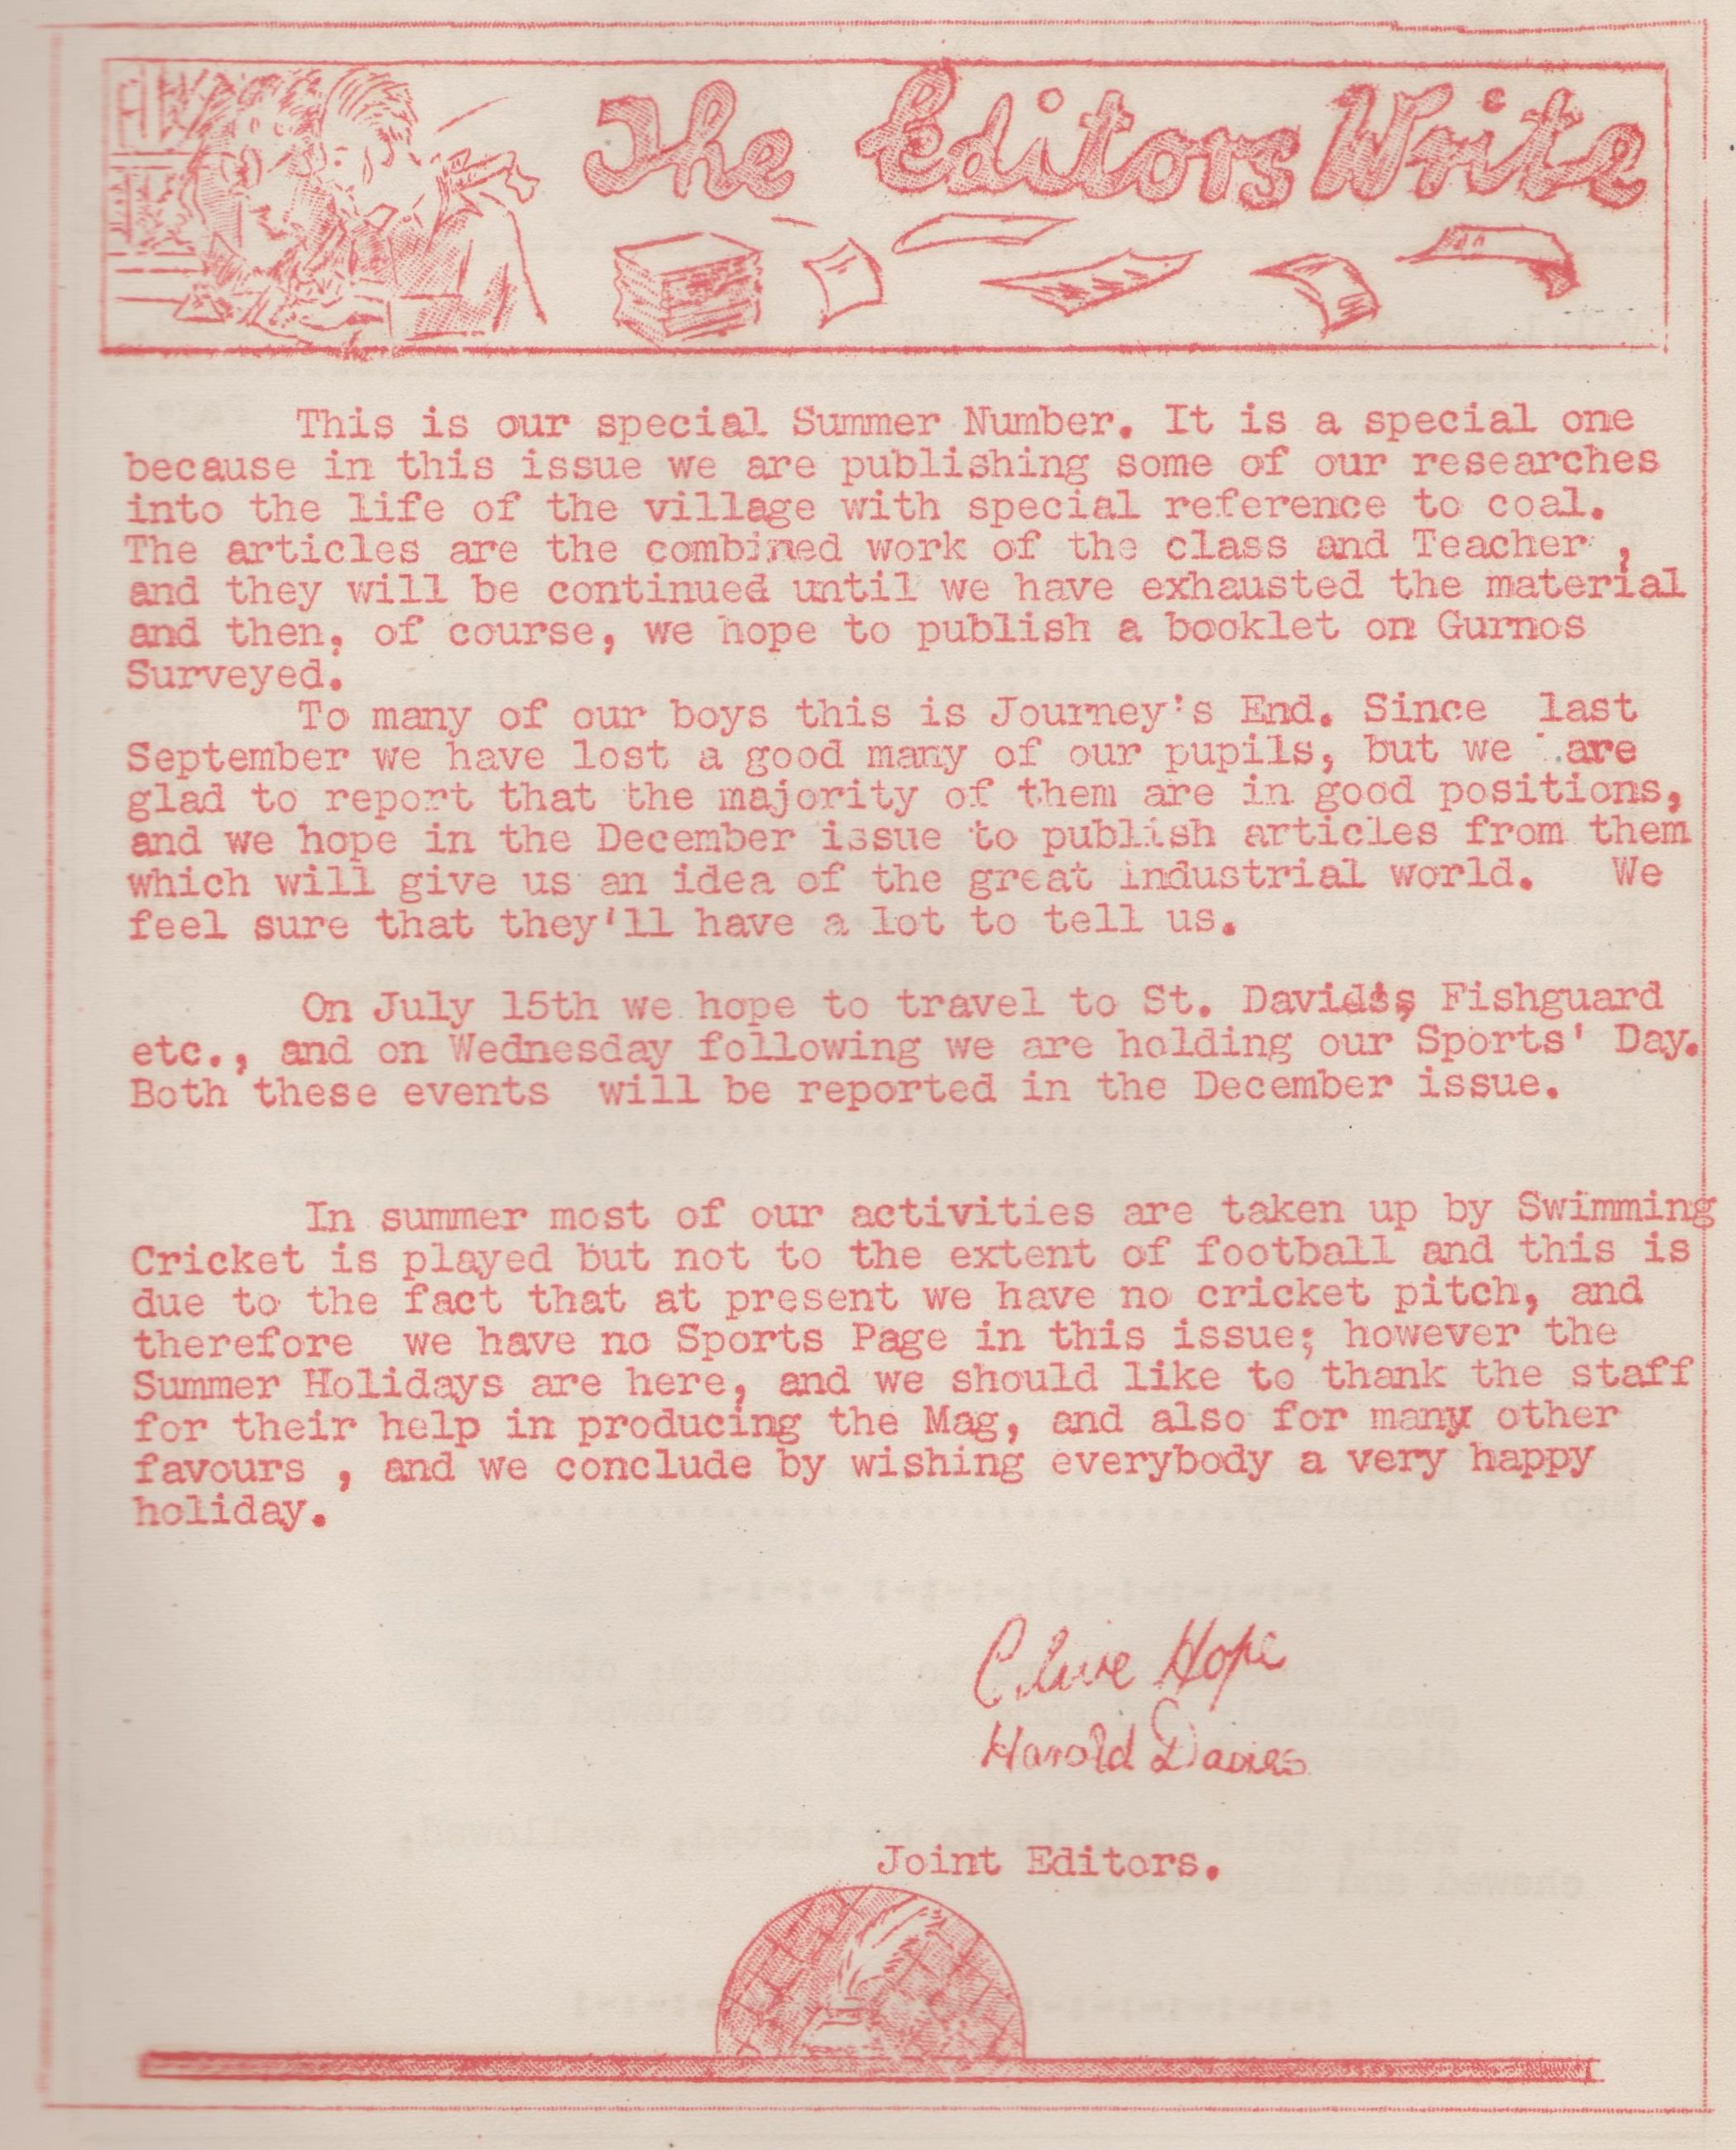 The Editors Write
This is our special Summer Number. It is a special one
because in this issue we are publishing some of our researches
into the life of the village with special reference to coal.
The articles are the combined work of the class and Teacher ,
and they will be continued until we have exhausted the material
and then, of course, we hope to publish a booklet on Gurnos
Surveyed.
To many of our boys this is Journey's End. Since last
September we have lost a good many of our pupils, but we are
glad to report that the majority of them are in good positions,
and we hope in the December issue to publish articles from them
which will give us an idea of the great industrial world. We
feel sure that they'll have a lot to tell us.
On July 15th we hope to travel to St. Davids, Fishguard
etc., and on Wednesday following we are holding our Sports' Day.
Both these events will be reported in the December issue.
In summer most of our activities are taken up by Swimming
Cricket is played but not to the extent of football and this is
due to the fact that at present we have no cricket pitch, and
therefore we have no Sports Page in this issue; however the
Summer Holidays are here, and we should like to thank the staff
for their help in producing the Mag, and also for many other
favours , and we conclude by wishing everybody a very happy
holiday.
Clive Hope
Harold Davies
Joint Editors.